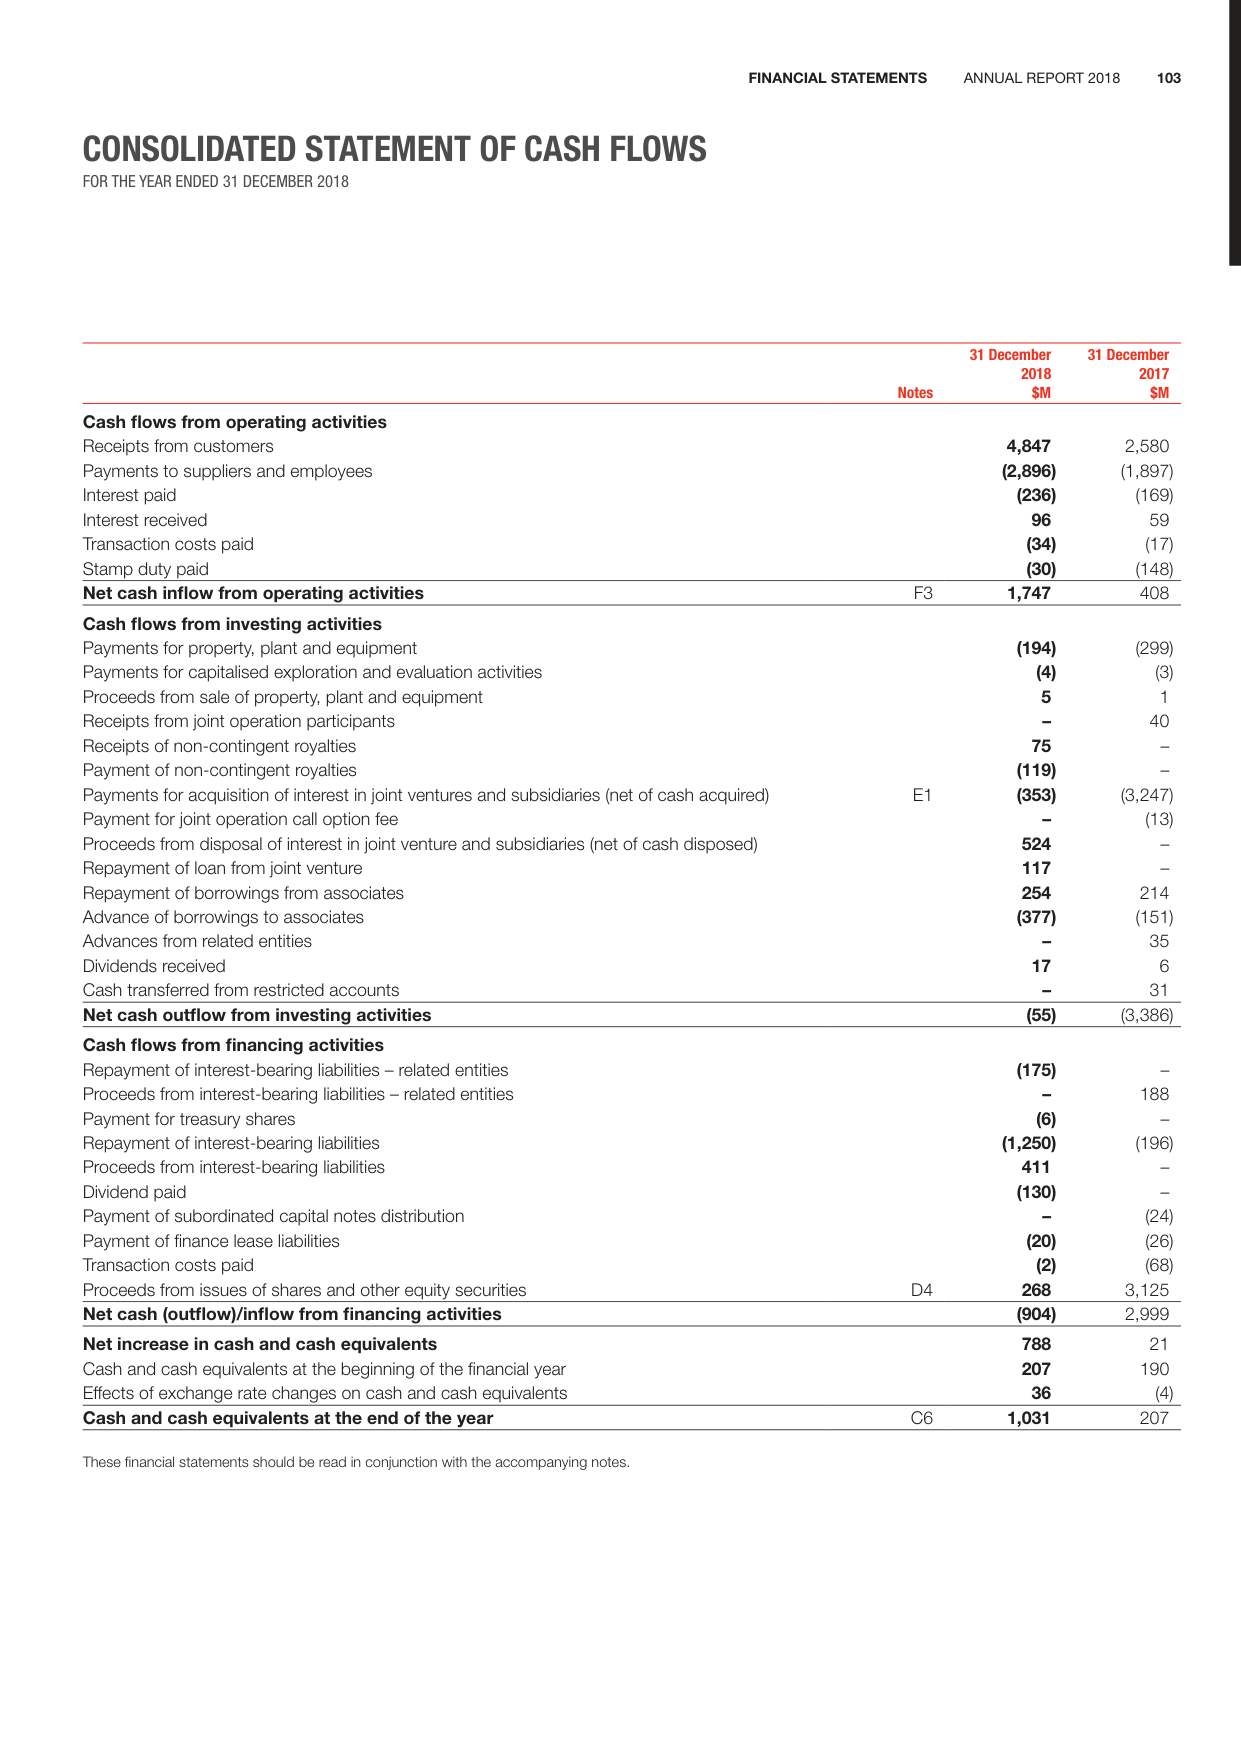 FINANCIAL STATEMENTS ANNUAL REPORT 2018 103
CONSOLIDATED STATEMENT OF CASH FLOWS
FOR THE YEAR ENDED 31 DECEMBER 2018
31 December 31 December
2018 2017
Notes $M $M
Cash flows from operating activities
Receipts from customers 4,847 2,580
Payments to suppliers and employees (2,896) (1,897)
Interest paid (236) (169)
Interest received 96 59
Transaction costs paid (34) (17)
Stamp duty paid (30) (148)
Net cash inflow from operating activities F3 1,747 408
Cash flows from investing activities
Payments for property, plant and equipment (194) (299)
Payments for capitalised exploration and evaluation activities (4) (3)
Proceeds from sale of property, plant and equipment 5 1
Receipts from joint operation participants – 40
Receipts of non-contingent royalties 75 –
Payment of non-contingent royalties (119) –
Payments for acquisition of interest in joint ventures and subsidiaries (net of cash acquired) E1 (353) (3,247)
Payment for joint operation call option fee – (13)
Proceeds from disposal of interest in joint venture and subsidiaries (net of cash disposed) 524 –
Repayment of loan from joint venture 117 –
Repayment of borrowings from associates 254 214
Advance of borrowings to associates (377) (151)
Advances from related entities – 35
Dividends received 17 6
Cash transferred from restricted accounts – 31
Net cash outflow from investing activities (55) (3,386)
Cash flows from financing activities
Repayment of interest-bearing liabilities – related entities (175) –
Proceeds from interest-bearing liabilities – related entities – 188
Payment for treasury shares (6) –
Repayment of interest-bearing liabilities (1,250) (196)
Proceeds from interest-bearing liabilities 411 –
Dividend paid (130) –
Payment of subordinated capital notes distribution – (24)
Payment of finance lease liabilities (20) (26)
Transaction costs paid (2) (68)
Proceeds from issues of shares and other equity securities D4 268 3,125
Net cash (outflow)/inflow from financing activities (904) 2,999
Net increase in cash and cash equivalents 788 21
Cash and cash equivalents at the beginning of the financial year 207 190
Effects of exchange rate changes on cash and cash equivalents 36 (4)
Cash and cash equivalents at the end of the year C6 1,031 207
These financial statements should be read in conjunction with the accompanying notes.